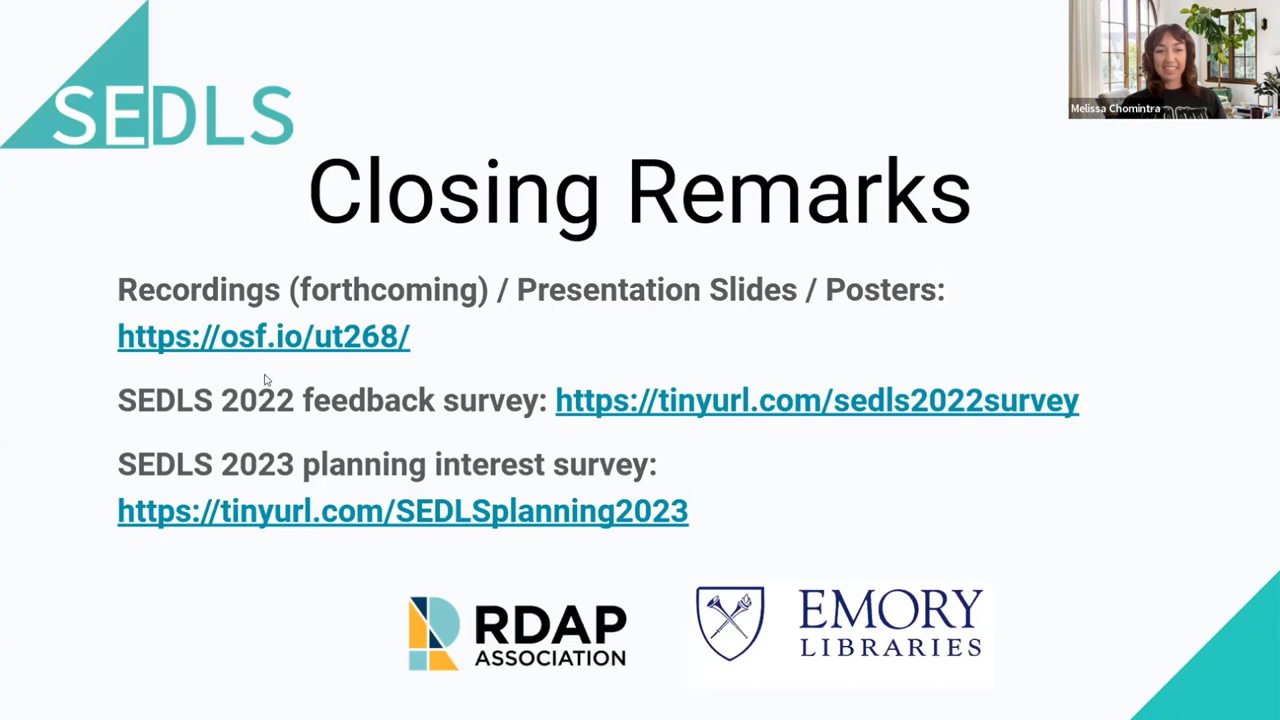 SEDLS
Melissa Chomintra
Closing Remarks
Recordings (forthcoming) / Presentation Slides / Posters:
https://osf.io/ut268/
SEDLS 2022 feedback survey: https://tinyurl.com/sedls2022survey
SEDLS 2023 planning interest survey:
https://tinyurl.com/SEDLSplanning2023
RDAP
ASSOCIATION
EMORY
LIBRARIES